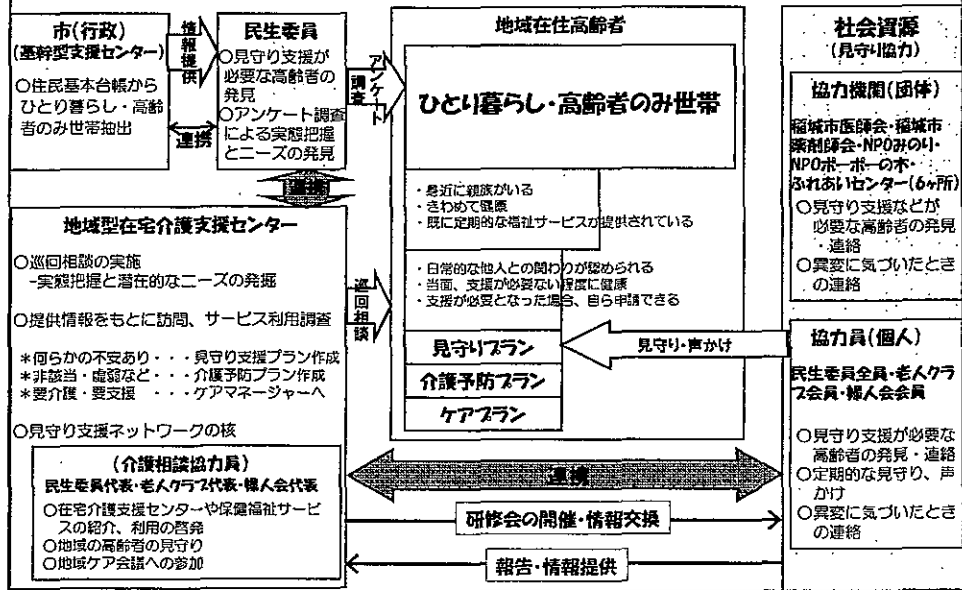 市(行政)
(基幹型支援センター)
○住民基本台帳から
ひとり暮らし・高齢
者のみ世帯抽出
情報提供
連携
民生委員
○見守り支援が
必要な高齢者の
発見
○アンケート調査
による実態把握
とニーズの発見
アンケート
調査
連携
地域在住高齢者
ひとり暮らし・高齢者のみ世帯
・身近に親族がいる
・きわめて健康
・既に定期的な福祉サービスが提供されている
・日常的な他人との関わりが認められる
・当面、支援が必要ない程度に健康
・支援が必要となった場合、自ら申請できる
見守りプラン
介護予防プラン
ケアプラン
地域型在宅介護支援センター
○巡回相談の実施
-実態把握と潜在的なニーズの発掘
○提供情報をもとに訪問、サービス利用調査
*何らかの不安あり・・・見守り支援プラン作成
*非該当・虚弱など・・・介護予防プラン作成
*要介護・要支援・・・ケアマネージャーへ
○見守り支援ネットワークの核
巡回相談
(介護相談協力員)
民生委員代表・老人クラブ代表・婦人会代表
○在宅介護支援センターや保健福祉サービ
スの紹介、利用の啓発
○地域の高齢者の見守り
○地域ケア会議への参加
見守り・声かけ
連携
研修会の開催・情報交換
報告・情報提供
社会資源
(見守り協力)
協力機関(団体)
稲城市医師会・稲城市
薬剤師会・NPOみのり・
NPOポーポーの木・
ふれあいセンター(6ヶ所)
○見守り支援などが
必要な高齢者の発見
・連絡
○異変に気づいたとき
の連絡
協力員(個人)
民生委員全員・老人クラ
ブ会員・婦人会会員
○見守り支援が必要な
高齢者の発見・連絡
○定期的な見守り、声
かけ
○異変に気づいたとき
の連絡